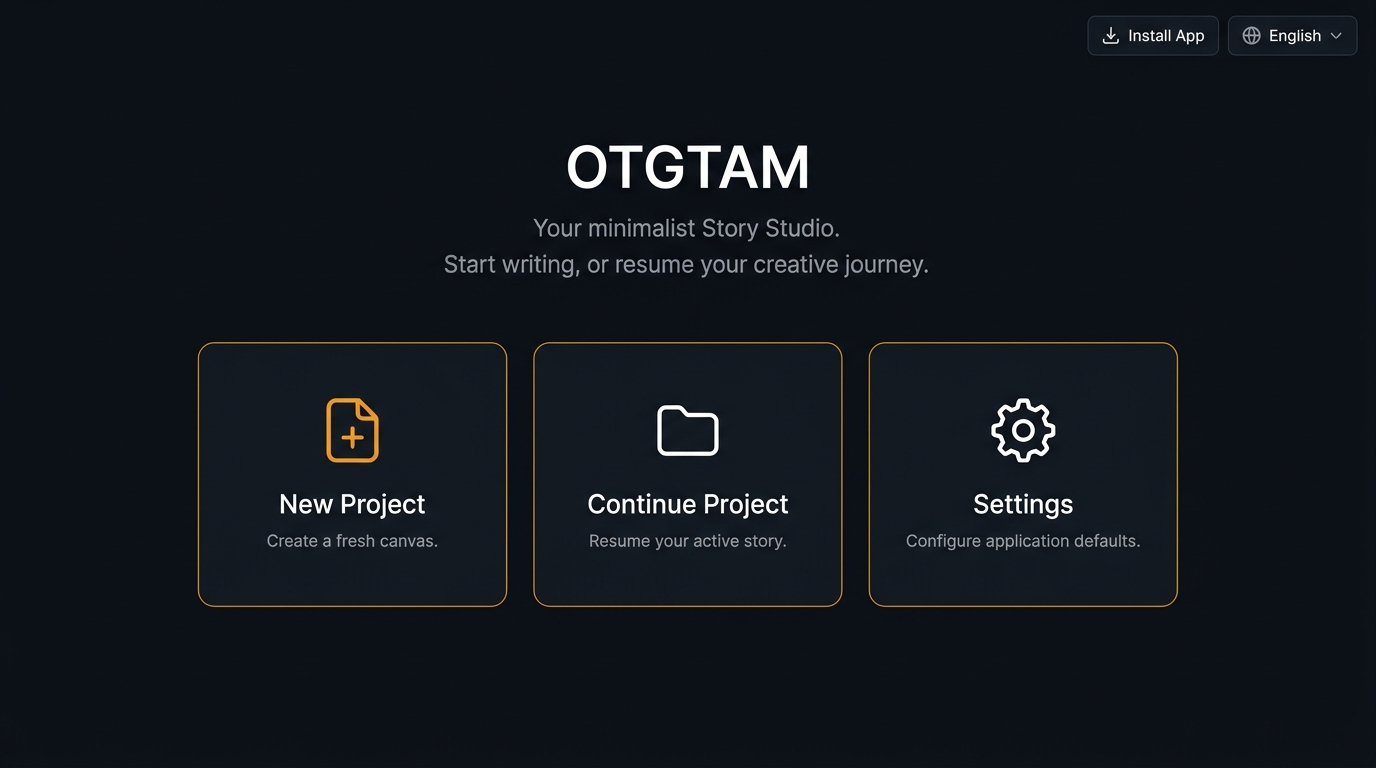 Install App
English
OTGTAM
Your minimalist Story Studio.
Start writing, or resume your creative journey.
New Project
Create a fresh canvas.
Continue Project
Resume your active story.
Settings
Configure application defaults.